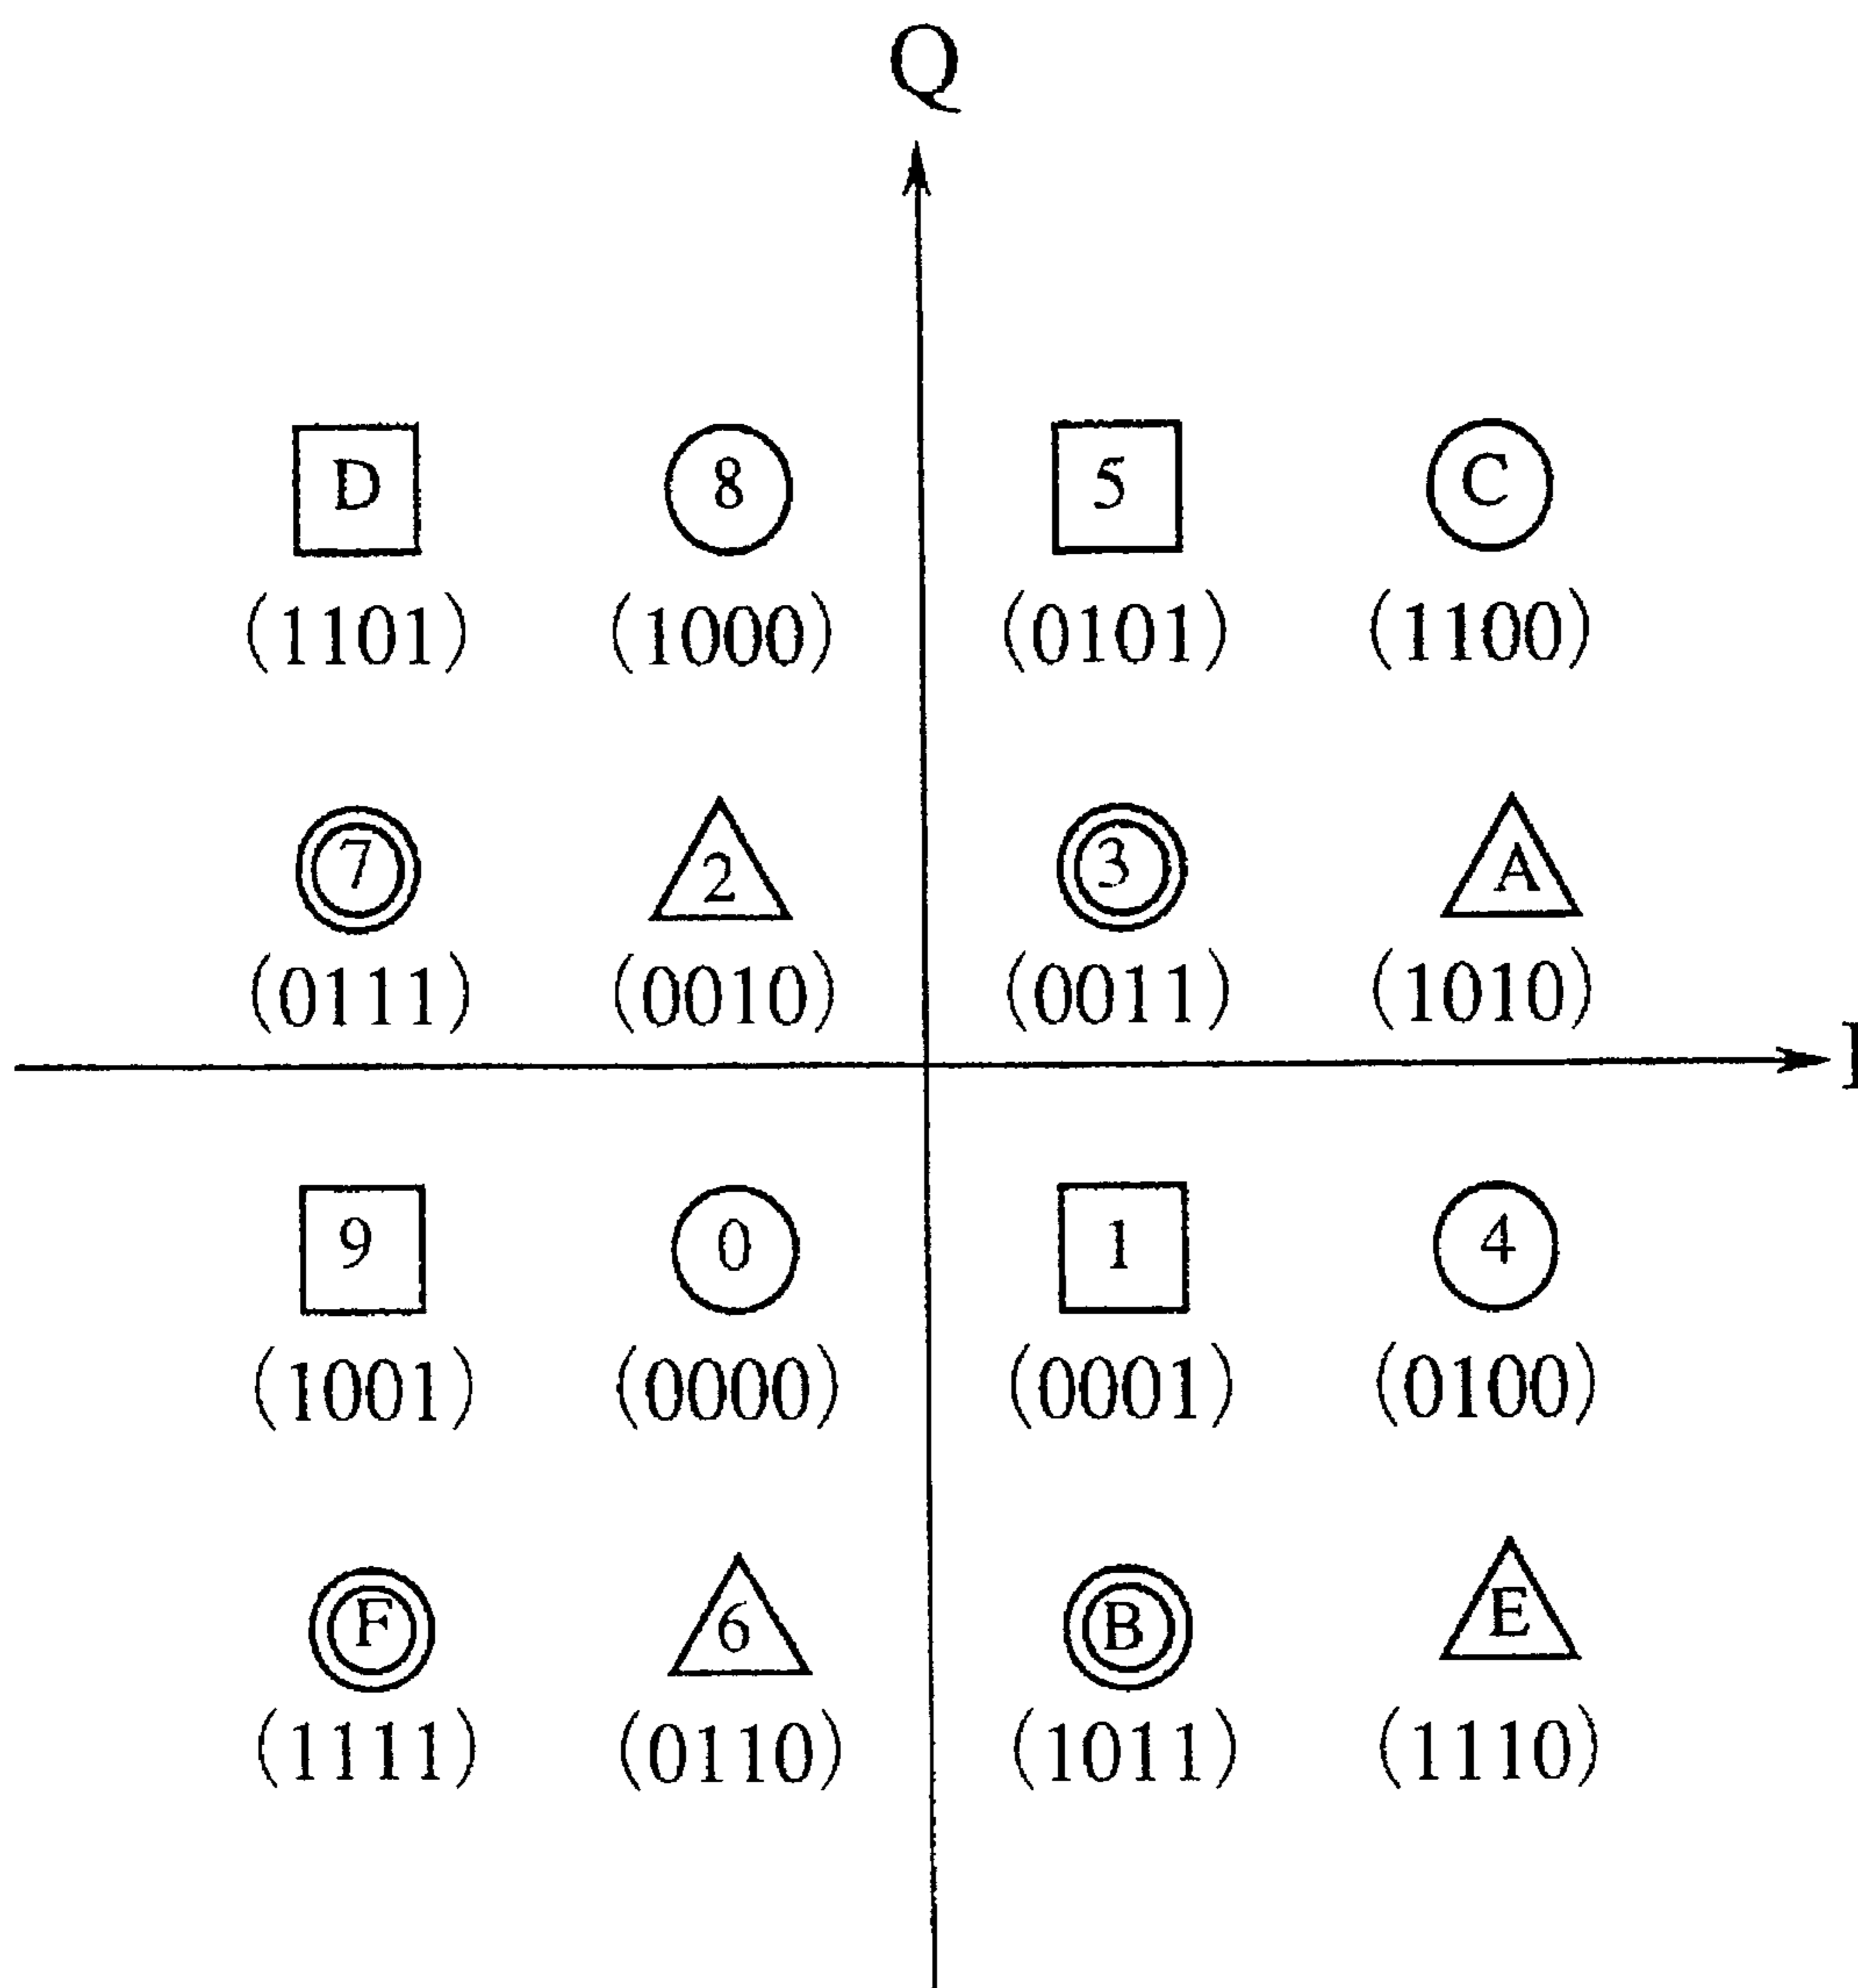 Q
D 8 5 C
(1101) (1000) (0101) (1100)
7 2 3 A
(0111) (0010) (0011) (1010)
I
9 0 1 4
(1001) (0000) (0001) (0100)
F 6 B E
(1111) (0110) (1011) (1110)